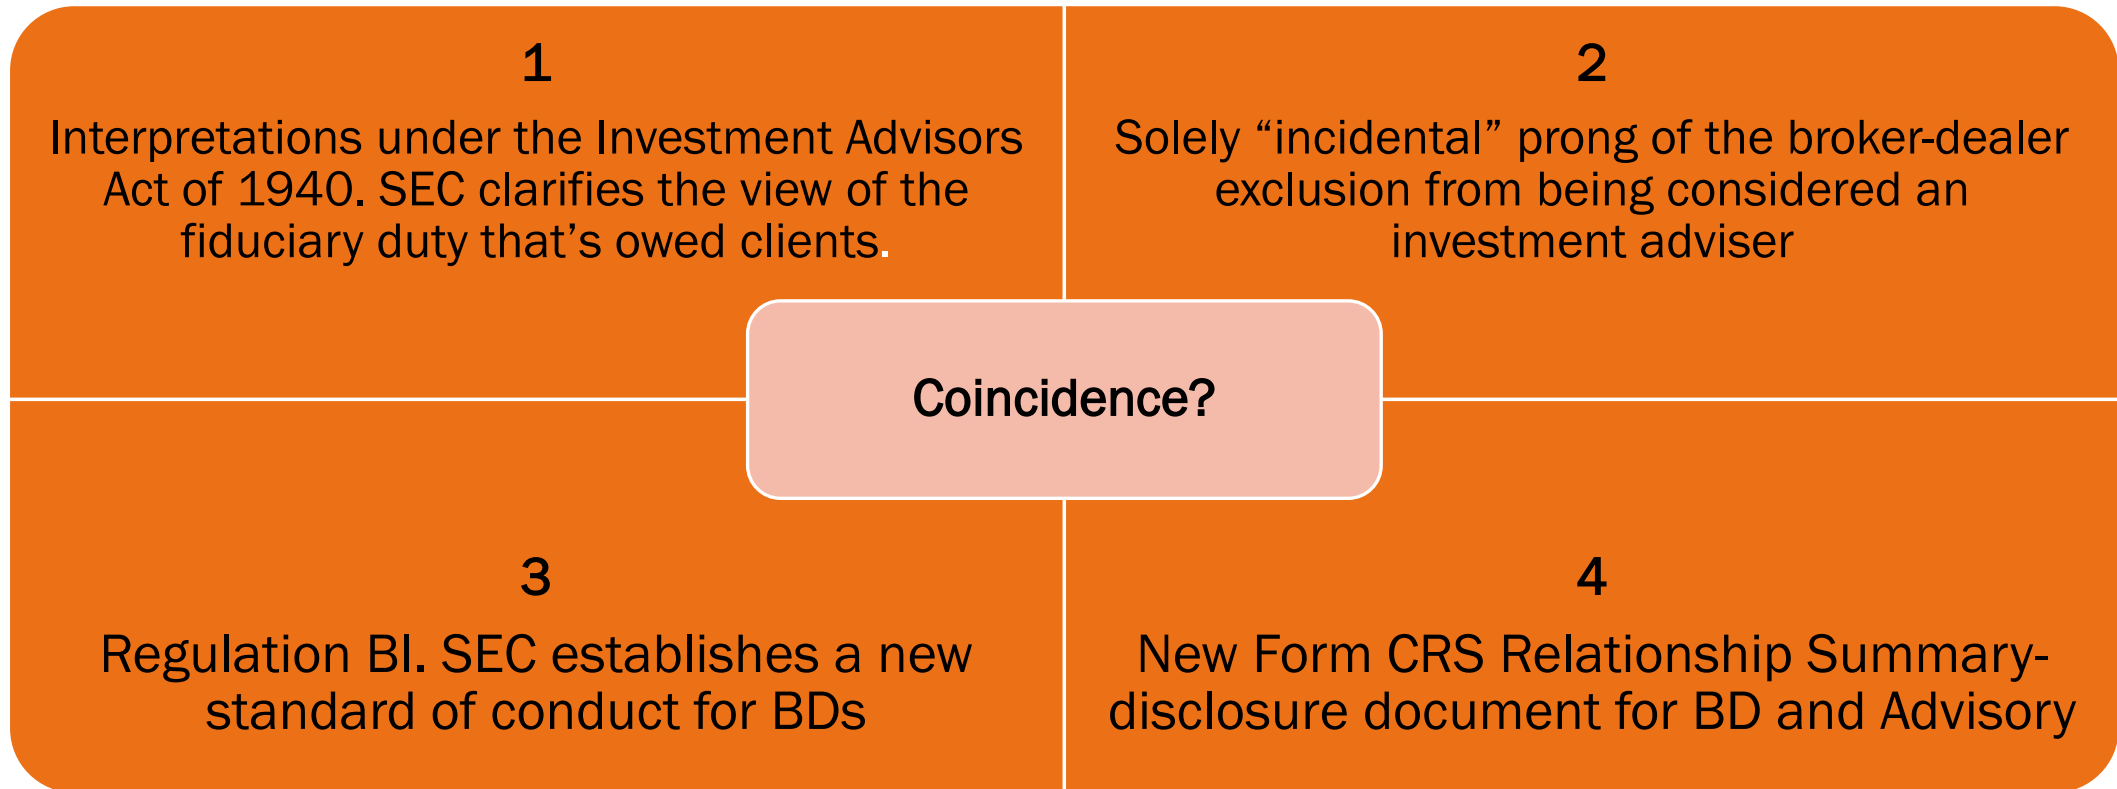 1
Interpretations under the Investment Advisors
Act of 1940. SEC clarifies the view of the
fiduciary duty that’s owed clients.
2
Solely “incidental” prong of the broker-dealer
exclusion from being considered an
investment adviser
Coincidence?
3
Regulation BI. SEC establishes a new
standard of conduct for BDs
4
New Form CRS Relationship Summary-
disclosure document for BD and Advisory